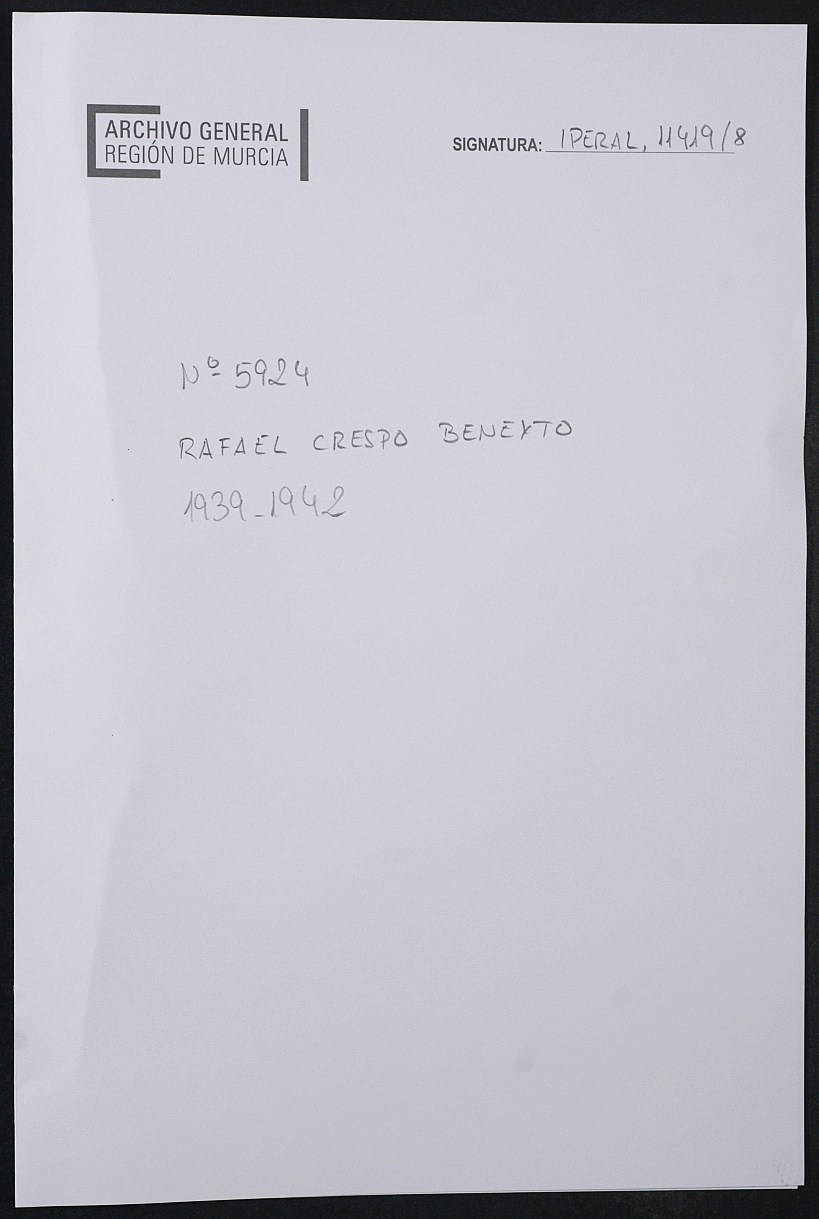 ARCHIVO GENERAL
REGIÓN DE MURCIA
SIGNATURA: IPERAL, 11419/8
Nº 5924
RAFAEL CRESPO BENEYTO
1939-1942